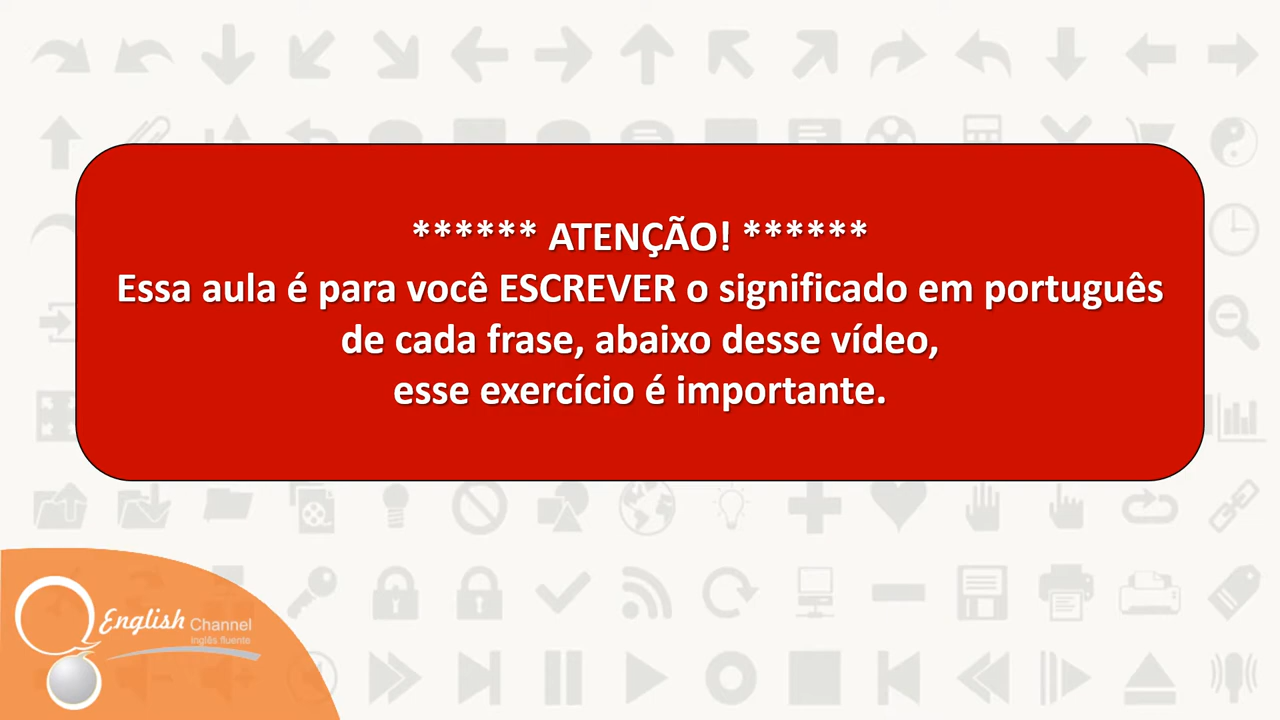 ****** ATENÇÃO! ******
Essa aula é para você ESCREVER o significado em português
de cada frase, abaixo desse vídeo,
esse exercício é importante.
English Channel
inglês fluente